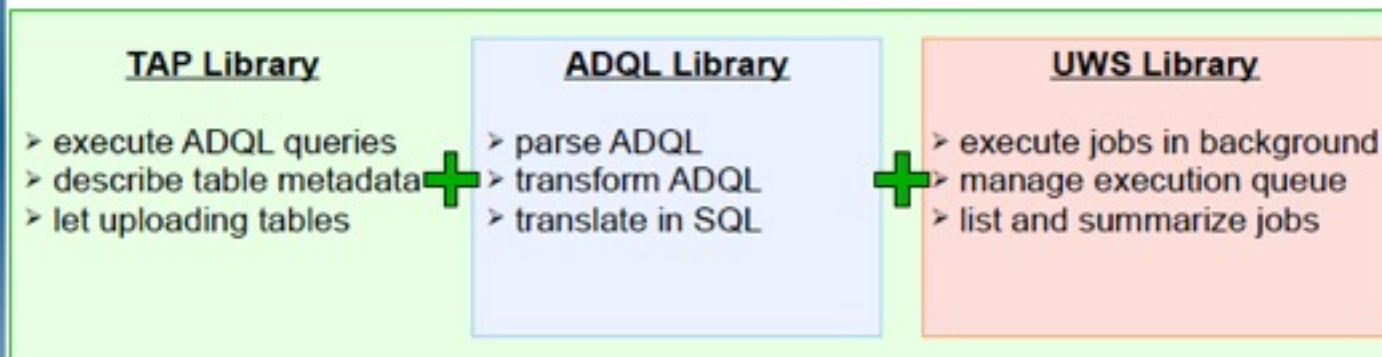 TAP Library
➢ execute ADQL queries
➢ describe table metadata
➢ let uploading tables
ADQL Library
➢ parse ADQL
➢ transform ADQL
➢ translate in SQL
UWS Library
➢ execute jobs in background
➢ manage execution queue
➢ list and summarize jobs